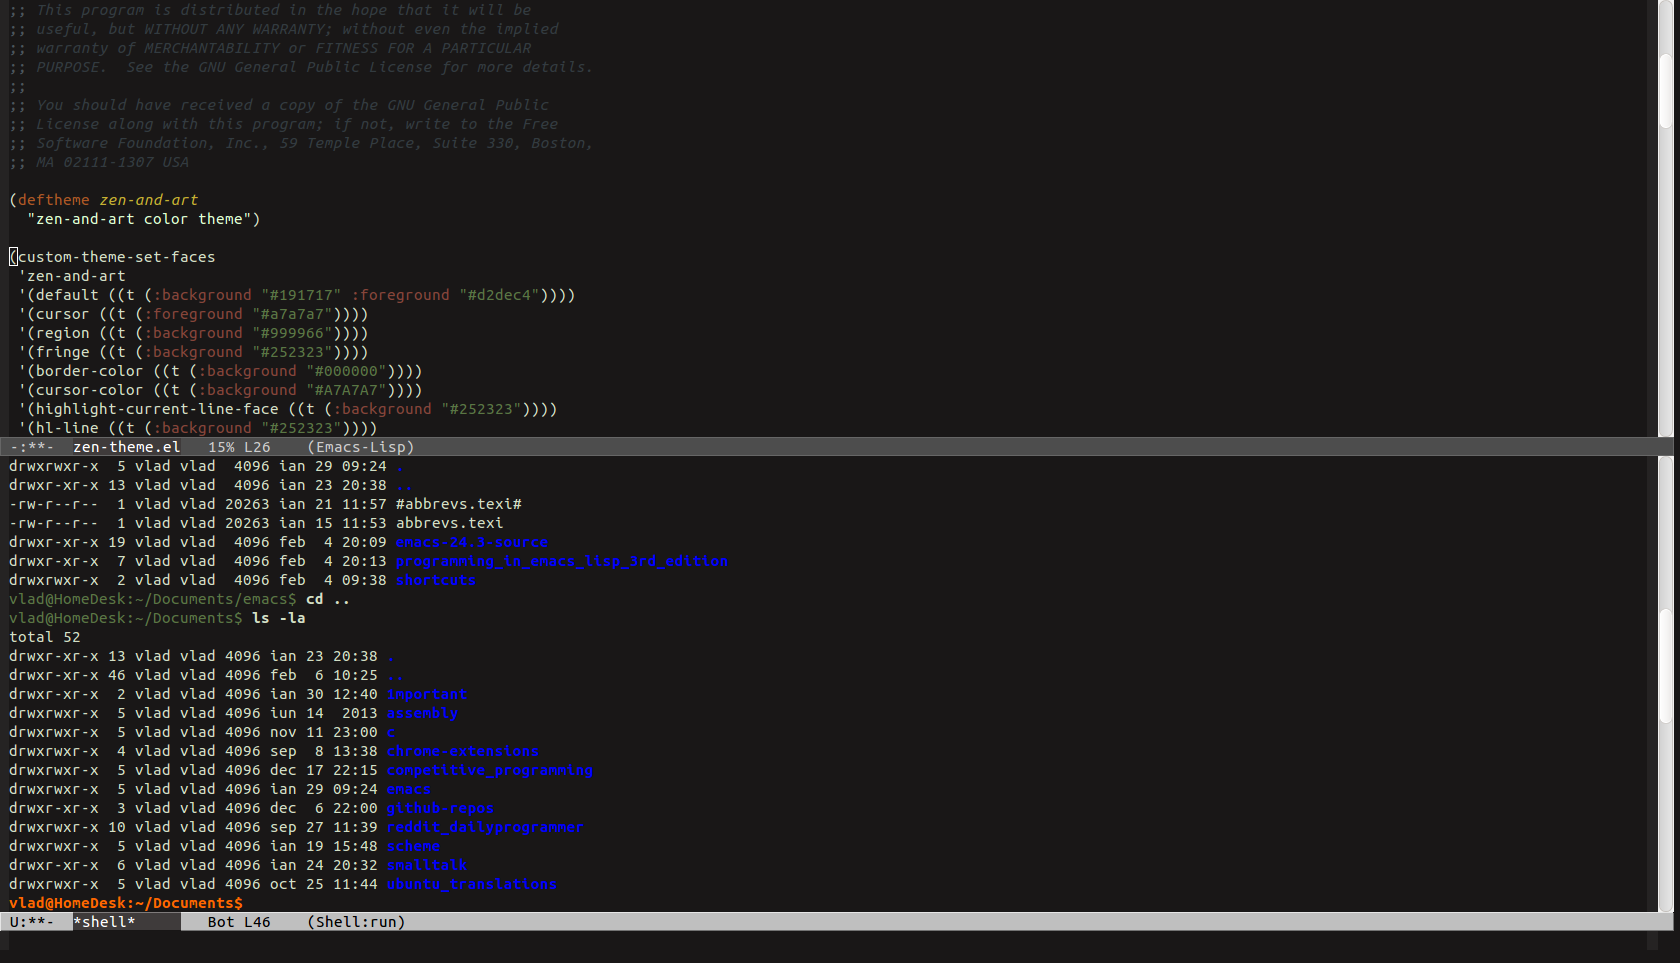 ;; This program is distributed in the hope that it will be
;; useful, but WITHOUT ANY WARRANTY; without even the implied
;; warranty of MERCHANTABILITY or FITNESS FOR A PARTICULAR
;; PURPOSE.  See the GNU General Public License for more details.
;;
;; You should have received a copy of the GNU General Public
;; License along with this program; if not, write to the Free
;; Software Foundation, Inc., 59 Temple Place, Suite 330, Boston,
;; MA 02111-1307 USA
(deftheme zen-and-art
  "zen-and-art color theme")
(custom-theme-set-faces
 'zen-and-art
 '(default ((t (:background "#191717" :foreground "#d2dec4"))))
 '(cursor ((t (:foreground "#a7a7a7"))))
 '(region ((t (:background "#999966"))))
 '(fringe ((t (:background "#252323"))))
 '(border-color ((t (:background "#000000"))))
 '(cursor-color ((t (:background "#A7A7A7"))))
 '(highlight-current-line-face ((t (:background "#252323"))))
 '(hl-line ((t (:background "#252323"))))
-:**-  zen-theme.el   15% L26    (Emacs-Lisp)
drwxrwxr-x  5 vlad vlad  4096 ian 29 09:24 .
drwxr-xr-x 13 vlad vlad  4096 ian 23 20:38 ..
-rw-r--r--  1 vlad vlad 20263 ian 21 11:57 #abbrevs.texi#
-rw-r--r--  1 vlad vlad 20263 ian 15 11:53 abbrevs.texi
drwxr-xr-x 19 vlad vlad  4096 feb  4 20:09 emacs-24.3-source
drwxr-xr-x  7 vlad vlad  4096 feb  4 20:13 programming_in_emacs_lisp_3rd_edition
drwxrwxr-x  2 vlad vlad  4096 feb  4 09:38 shortcuts
vlad@HomeDesk:~/Documents/emacs$ cd ..
vlad@HomeDesk:~/Documents$ ls -la
total 52
drwxr-xr-x 13 vlad vlad 4096 ian 23 20:38 .
drwxr-xr-x 46 vlad vlad 4096 feb  6 10:25 ..
drwxr-xr-x  2 vlad vlad 4096 ian 30 12:40 1mportant
drwxrwxr-x  5 vlad vlad 4096 iun 14  2013 assembly
drwxrwxr-x  5 vlad vlad 4096 nov 11 23:00 c
drwxrwxr-x  4 vlad vlad 4096 sep  8 13:38 chrome-extensions
drwxrwxr-x  5 vlad vlad 4096 dec 17 22:15 competitive_programming
drwxrwxr-x  5 vlad vlad 4096 ian 29 09:24 emacs
drwxr-xr-x  3 vlad vlad 4096 dec  6 22:00 github-repos
drwxrwxr-x 10 vlad vlad 4096 sep 27 11:39 reddit_dailyprogrammer
drwxrwxr-x  5 vlad vlad 4096 ian 19 15:48 scheme
drwxr-xr-x  6 vlad vlad 4096 ian 24 20:32 smalltalk
drwxrwxr-x  5 vlad vlad 4096 oct 25 11:44 ubuntu_translations
vlad@HomeDesk:~/Documents$
U:**-  *shell*        Bot L46    (Shell:run)